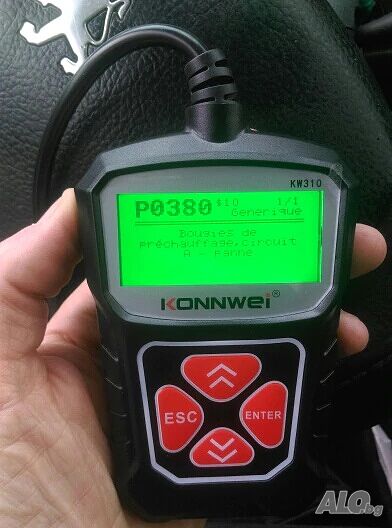 KW310
P0380 $10 1/1
Generique
Bougies de
préchauffage,circuit
A - panne
KONNWEI®
ESC
ENTER
ALO.bg